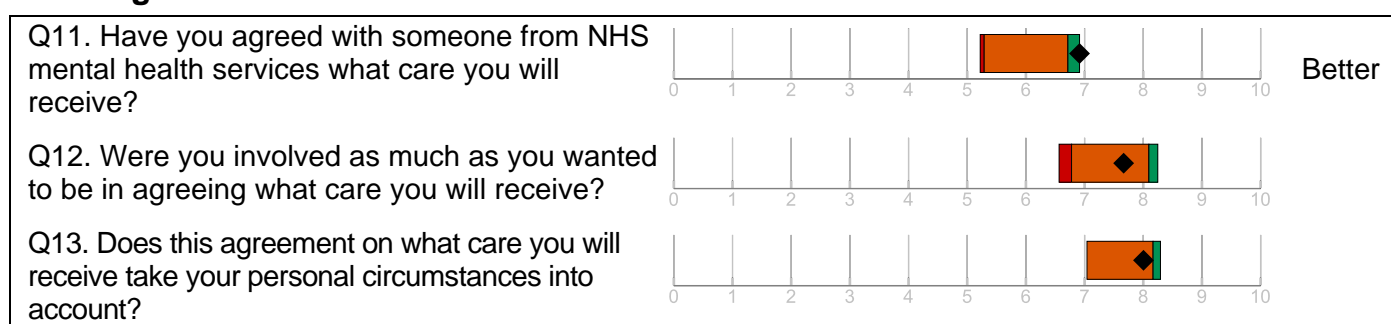 Q11. Have you agreed with someone from NHS
mental health services what care you will
receive?
Better
0 1 2 3 4 5 6 7 8 9 10
Q12. Were you involved as much as you wanted
to be in agreeing what care you will receive?
0 1 2 3 4 5 6 7 8 9 10
Q13. Does this agreement on what care you will
receive take your personal circumstances into
account?
0 1 2 3 4 5 6 7 8 9 10